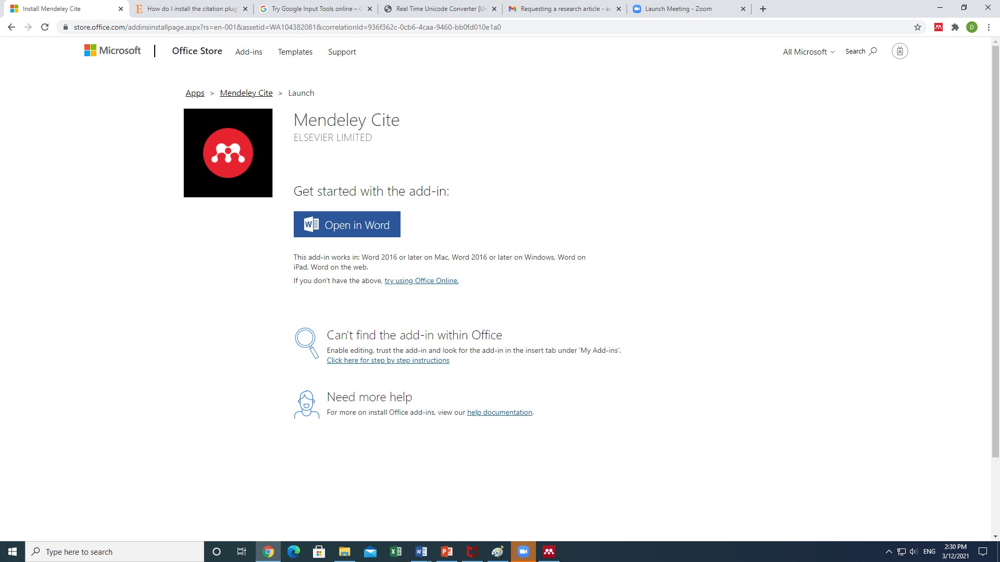 Install Mendeley Cite
How do I install the citation plug
Try Google Input Tools online – G
Real Time Unicode Converter [Un
Requesting a research article - ac
Launch Meeting - Zoom
store.office.com/addinsinstallpage.aspx?rs=en-001&assetid=WA104382081&correlationId=936f362c-0cb6-4caa-9460-bb0fd010e1a0
D
Microsoft
Office Store
Add-ins
Templates
Support
All Microsoft
Search
Apps > Mendeley Cite > Launch
Mendeley Cite
ELSEVIER LIMITED
Get started with the add-in:
Open in Word
This add-in works in: Word 2016 or later on Mac, Word 2016 or later on Windows, Word on
iPad, Word on the web.
If you don't have the above, try using Office Online.
Can't find the add-in within Office
Enable editing, trust the add-in and look for the add-in in the insert tab under 'My Add-ins'.
Click here for step by step instructions
Need more help
For more on install Office add-ins, view our help documentation.
Type here to search
ENG
2:30 PM
3/12/2021